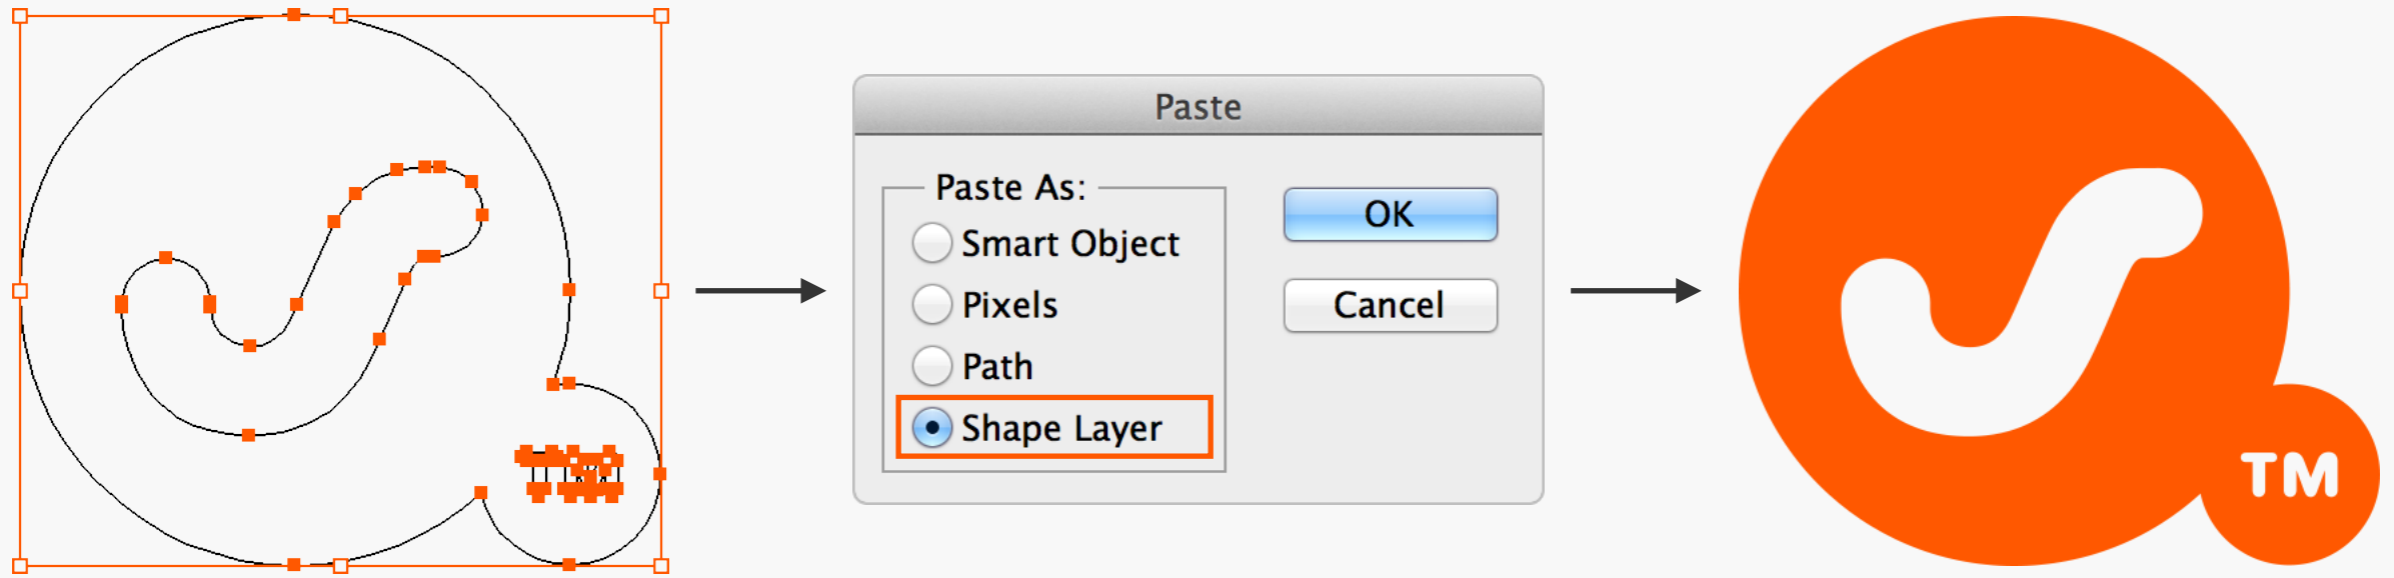 Paste
Paste As:
Smart Object
Pixels
Path
Shape Layer
OK
Cancel
TM